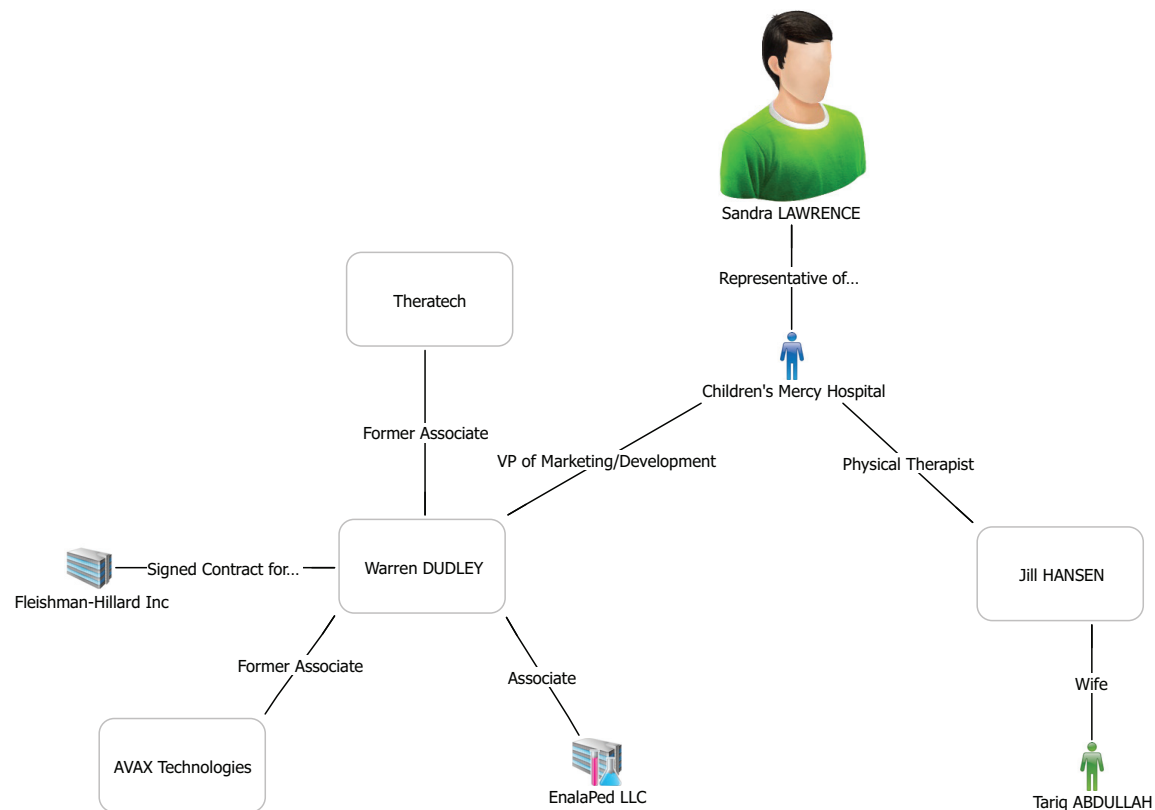 Sandra LAWRENCE
Representative of...
Theratech
Children's Mercy Hospital
Former Associate
VP of Marketing/Development
Physical Therapist
Signed Contract for...
Warren DUDLEY
Jill HANSEN
Fleishman-Hillard Inc
Former Associate
Associate
Wife
AVAX Technologies
EnalaPed LLC
Tariq ABDULLAH